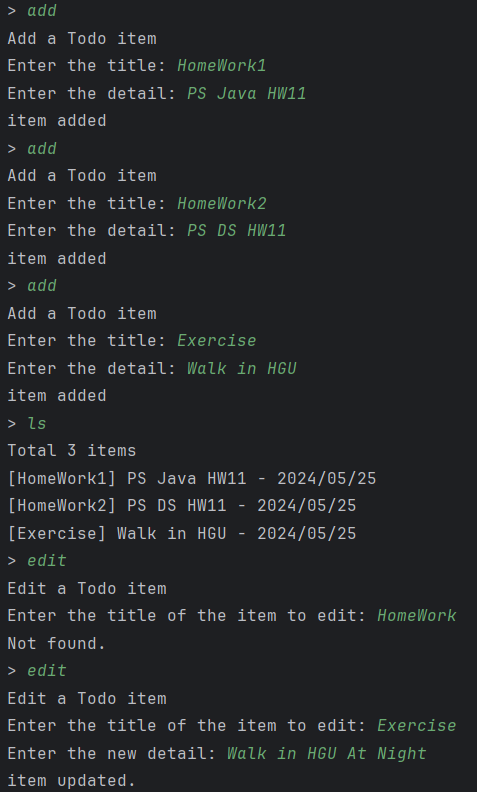 > add
Add a Todo item
Enter the title: HomeWork1
Enter the detail: PS Java HW11
item added
> add
Add a Todo item
Enter the title: HomeWork2
Enter the detail: PS DS HW11
item added
> add
Add a Todo item
Enter the title: Exercise
Enter the detail: Walk in HGU
item added
> ls
Total 3 items
[HomeWork1] PS Java HW11 - 2024/05/25
[HomeWork2] PS DS HW11 - 2024/05/25
[Exercise] Walk in HGU - 2024/05/25
> edit
Edit a Todo item
Enter the title of the item to edit: HomeWork
Not found.
> edit
Edit a Todo item
Enter the title of the item to edit: Exercise
Enter the new detail: Walk in HGU At Night
item updated.